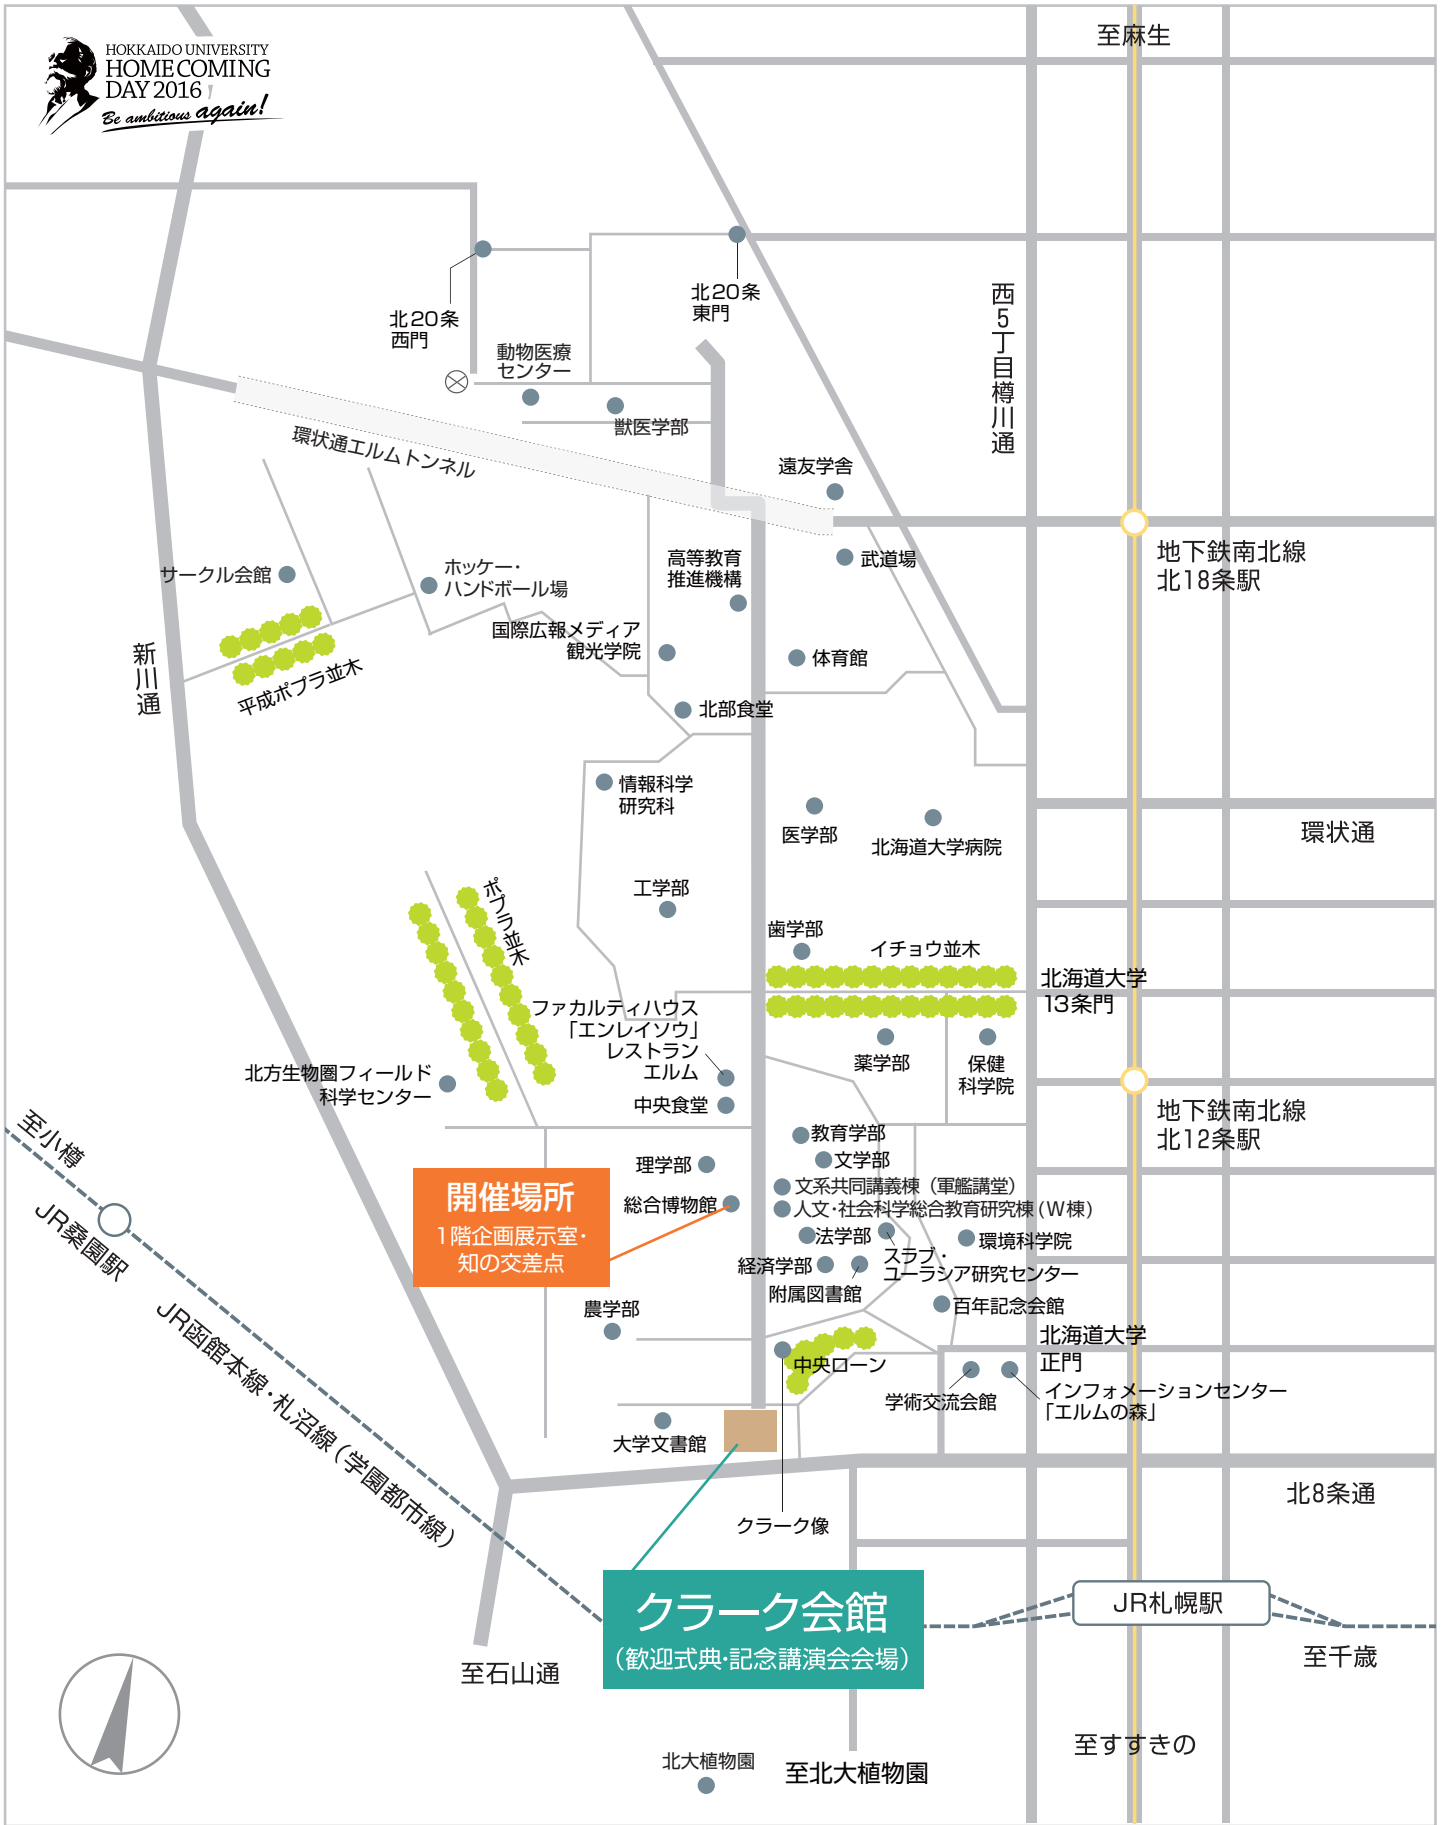 HOKKAIDO UNIVERSITY
HOMECOMING
DAY 2016
Be ambitious again!
至麻生
北20条
西門
北20条
東門
西5丁目樽川通
動物医療
センター
獣医学部
環状通エルムトンネル
遠友学舎
地下鉄南北線
北18条駅
サークル会館
ホッケー・
ハンドボール場
高等教育
推進機構
武道場
国際広報メディア
観光学院
体育館
新川通
平成ポプラ並木
北部食堂
情報科学
研究科
医学部
北海道大学病院
環状通
工学部
ポプラ並木
歯学部
イチョウ並木
北海道大学
13条門
ファカルティハウス
「エンレイソウ」
レストラン
エルム
薬学部
保健
科学院
北方生物圏フィールド
科学センター
中央食堂
地下鉄南北線
北12条駅
至小樽
教育学部
文学部
理学部
文系共同講義棟（軍艦講堂）
開催場所
1階企画展示室・
知の交差点
総合博物館
人文・社会科学総合教育研究棟(W棟)
JR桑園駅
法学部
スラブ・
ユーラシア研究センター
環境科学院
経済学部
附属図書館
百年記念会館
農学部
JR函館本線・札沼線（学園都市線）
中央ローン
北海道大学
正門
学術交流会館
インフォメーションセンター
「エルムの森」
大学文書館
北8条通
クラーク像
クラーク会館
（歓迎式典・記念講演会会場）
JR札幌駅
至石山通
至千歳
至すすきの
北大植物園
至北大植物園